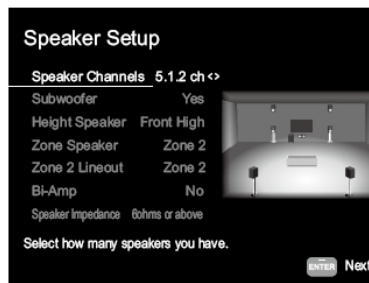 Speaker Setup
Speaker Channels 5.1.2 ch <>
Subwoofer Yes
Height Speaker Front High
Zone Speaker Zone 2
Zone 2 Lineout Zone 2
Bi-Amp No
Speaker Impedance 6ohms or above
Select how many speakers you have.
ENTER Next